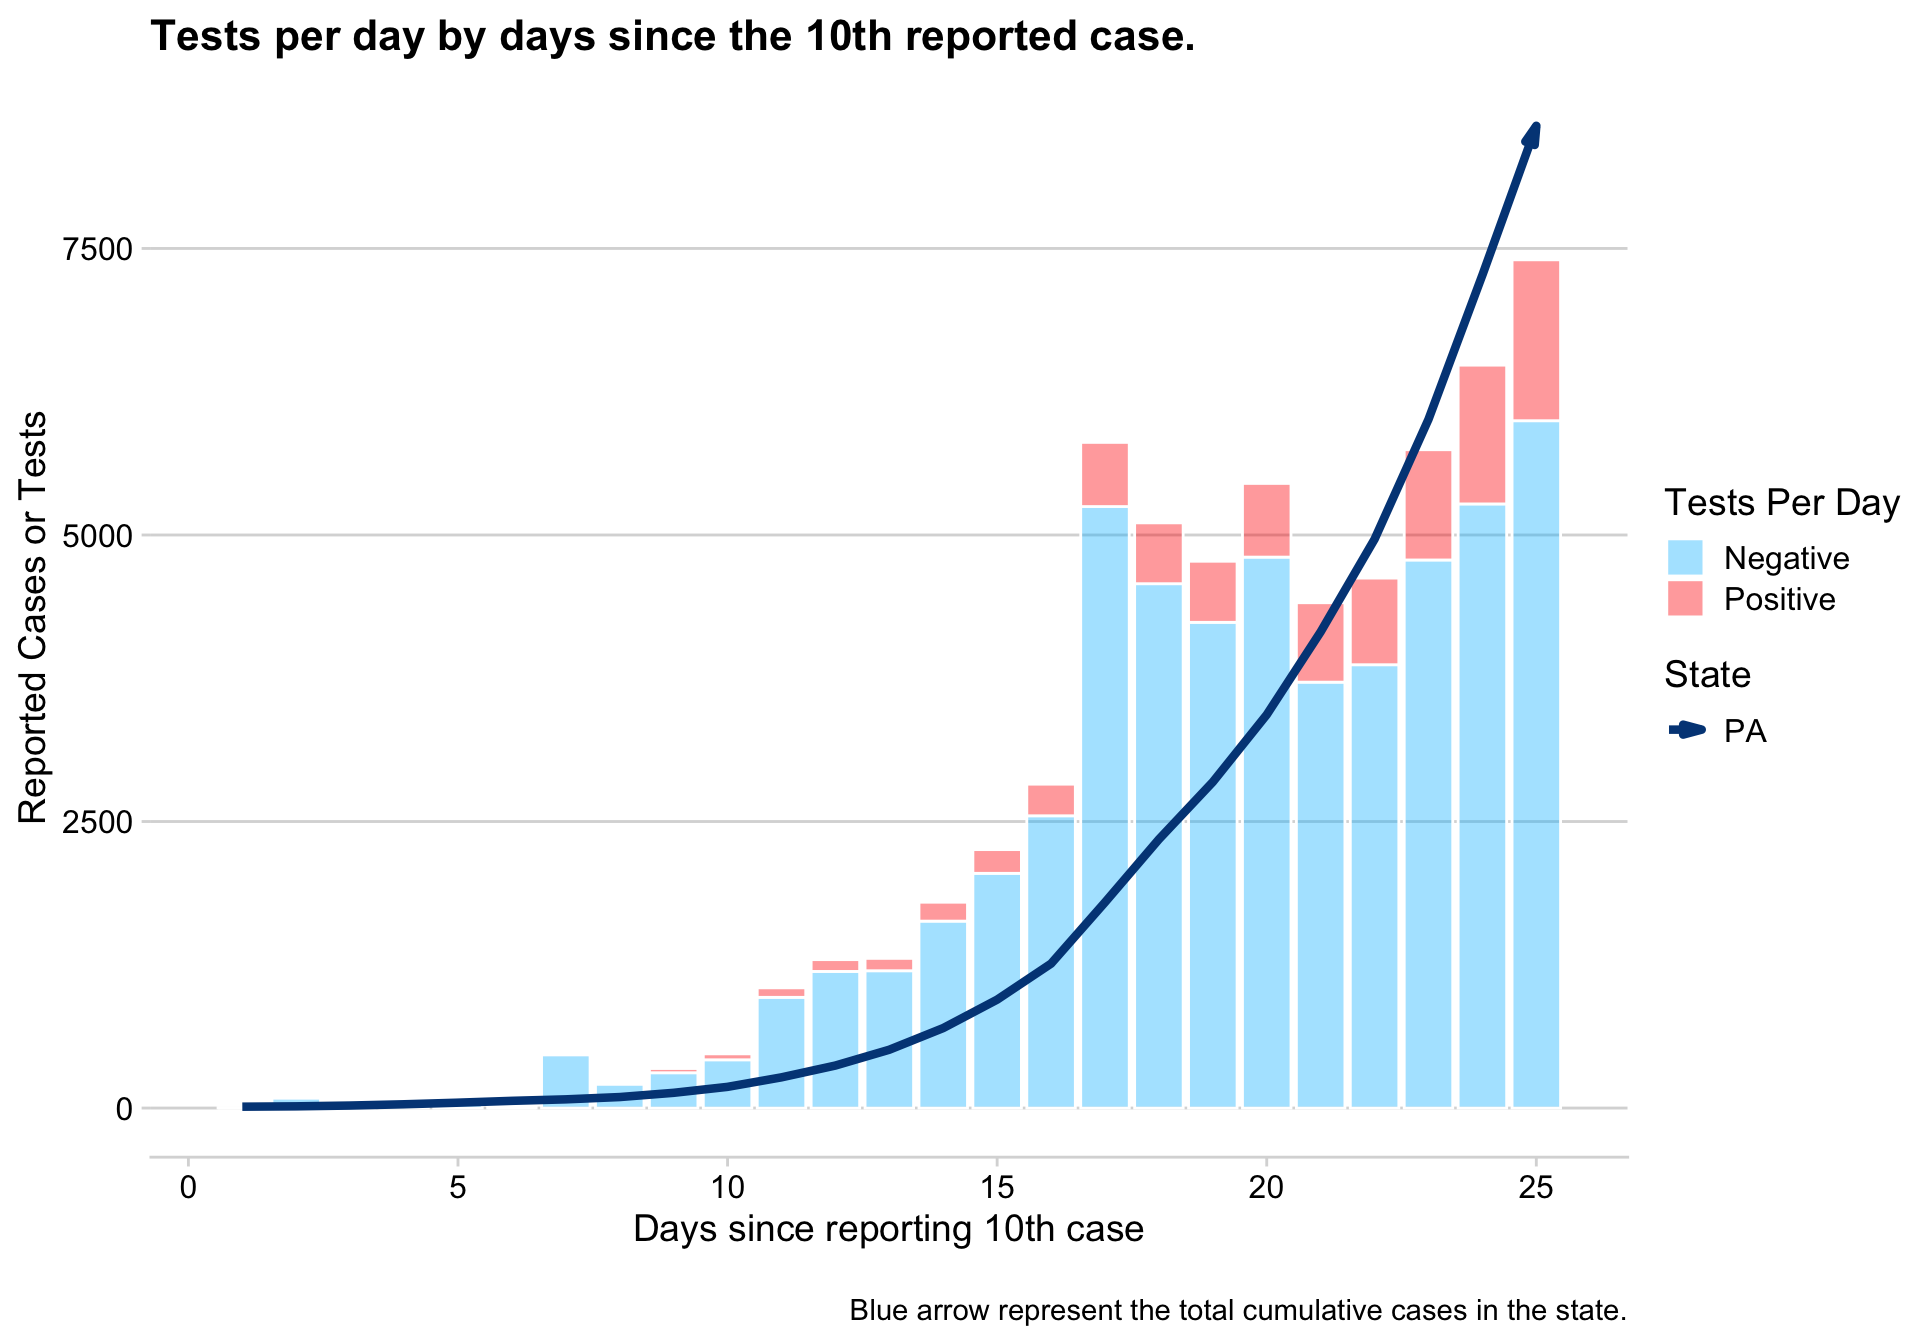 Tests per day by days since the 10th reported case.
Reported Cases or Tests
7500
5000
2500
0
0 5 10 15 20 25
Days since reporting 10th case
Tests Per Day
Negative
Positive
State
PA
Blue arrow represent the total cumulative cases in the state.